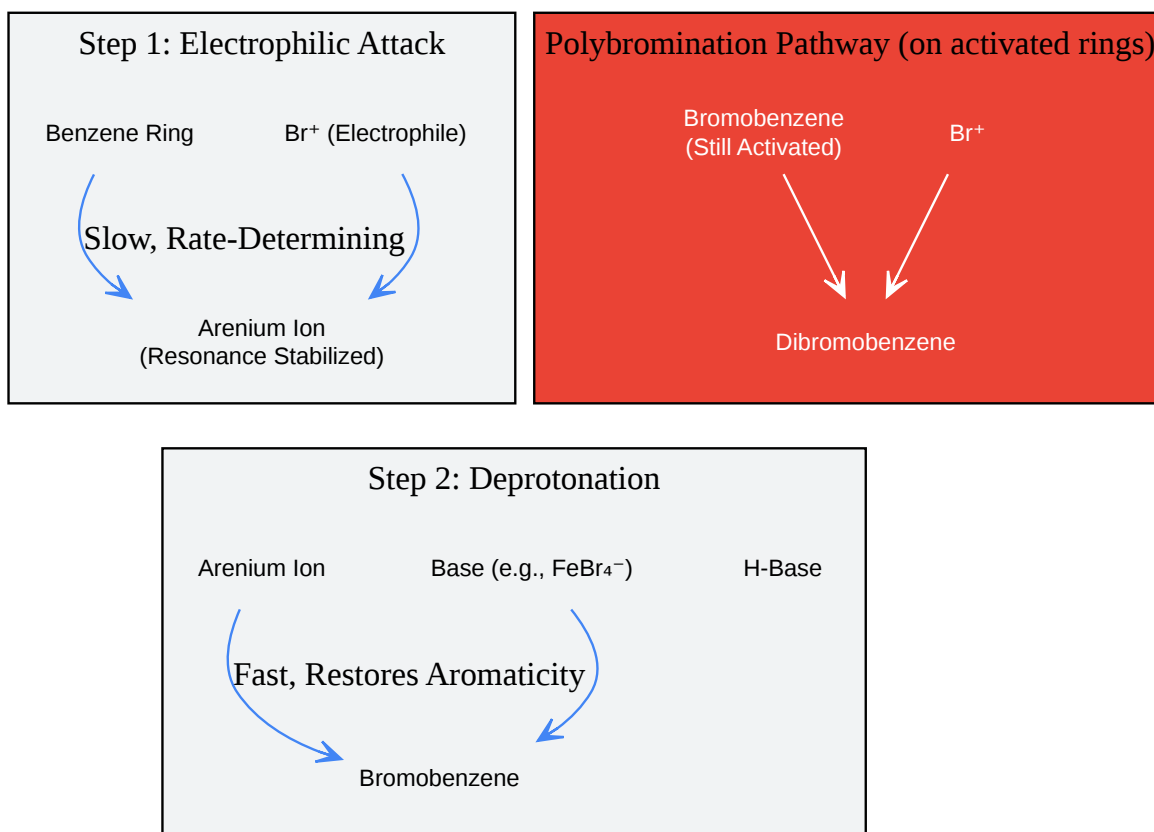 Step 1: Electrophilic Attack
Benzene Ring
Br⁺ (Electrophile)
Slow, Rate-Determining
Arenium Ion
(Resonance Stabilized)
Polybromination Pathway (on activated rings)
Bromobenzene
(Still Activated)
Br⁺
Dibromobenzene
Step 2: Deprotonation
Arenium Ion
Base (e.g., FeBr₄⁻)
H-Base
Fast, Restores Aromaticity
Bromobenzene